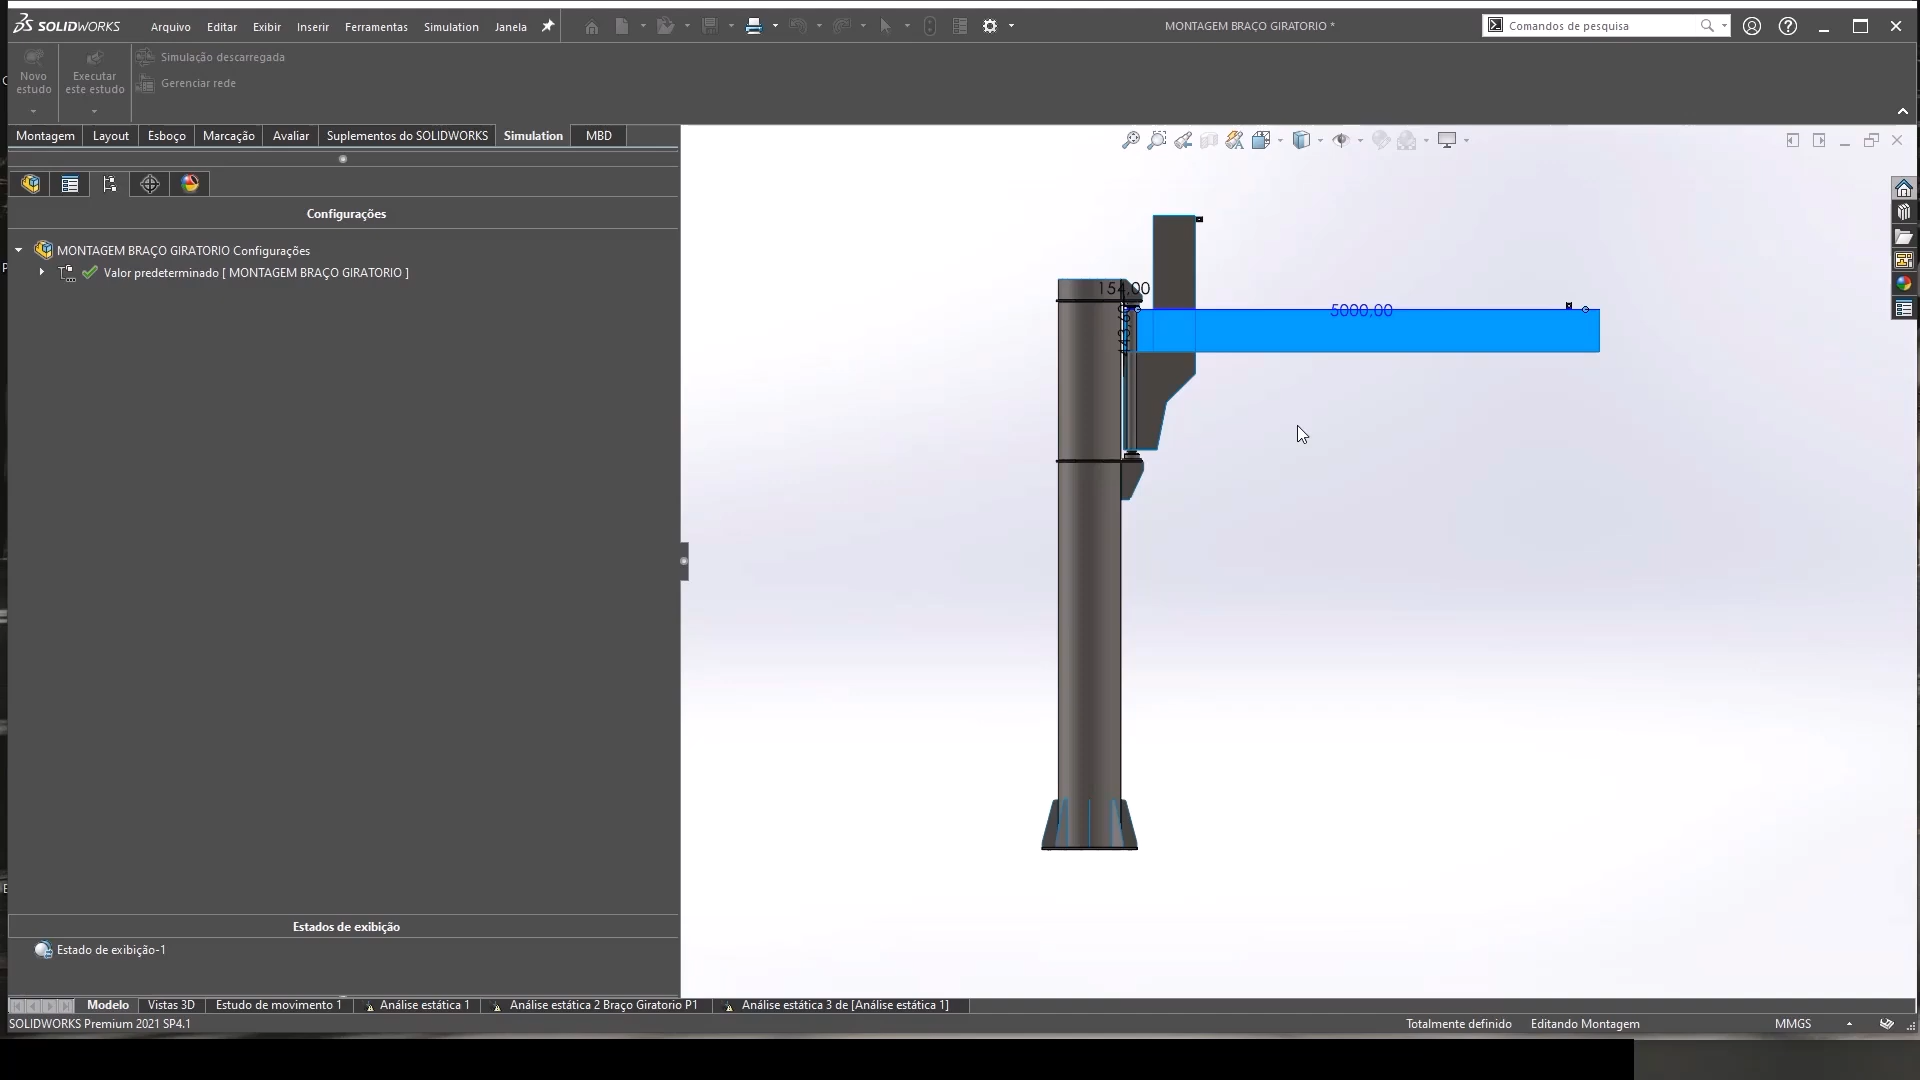 SOLIDWORKS
Arquivo
Editar
Exibir
Inserir
Ferramentas
Simulation
Janela
MONTAGEM BRAÇO GIRATORIO *
Comandos de pesquisa
Novo estudo
Executar este estudo
Simulação descarregada
Gerenciar rede
Montagem
Layout
Esboço
Marcação
Avaliar
Suplementos do SOLIDWORKS
Simulation
MBD
Configurações
MONTAGEM BRAÇO GIRATORIO Configurações
Valor predeterminado [ MONTAGEM BRAÇO GIRATORIO ]
154,00
5000,00
Estados de exibição
Estado de exibição-1
Modelo
Vistas 3D
Estudo de movimento 1
Análise estática 1
Análise estática 2 Braço Giratorio P1
Análise estática 3 de [Análise estática 1]
SOLIDWORKS Premium 2021 SP4.1
Totalmente definido
Editando Montagem
MMGS